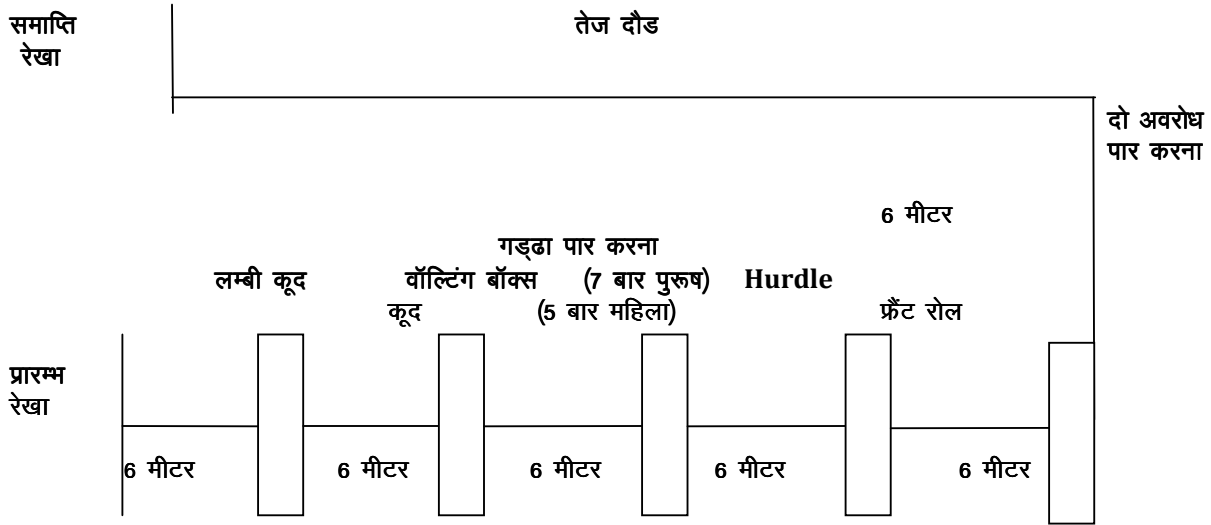 समाप्ति
रेखा
तेज दौड
दो अवरोध
पार करना
6 मीटर
गड्ढा पार करना
लम्बी कूद वॉल्टिंग बॉक्स (7 बार पुरूष) Hurdle
कूद (5 बार महिला) फ्रैंट रोल
प्रारम्भ
रेखा
6 मीटर 6 मीटर 6 मीटर 6 मीटर 6 मीटर